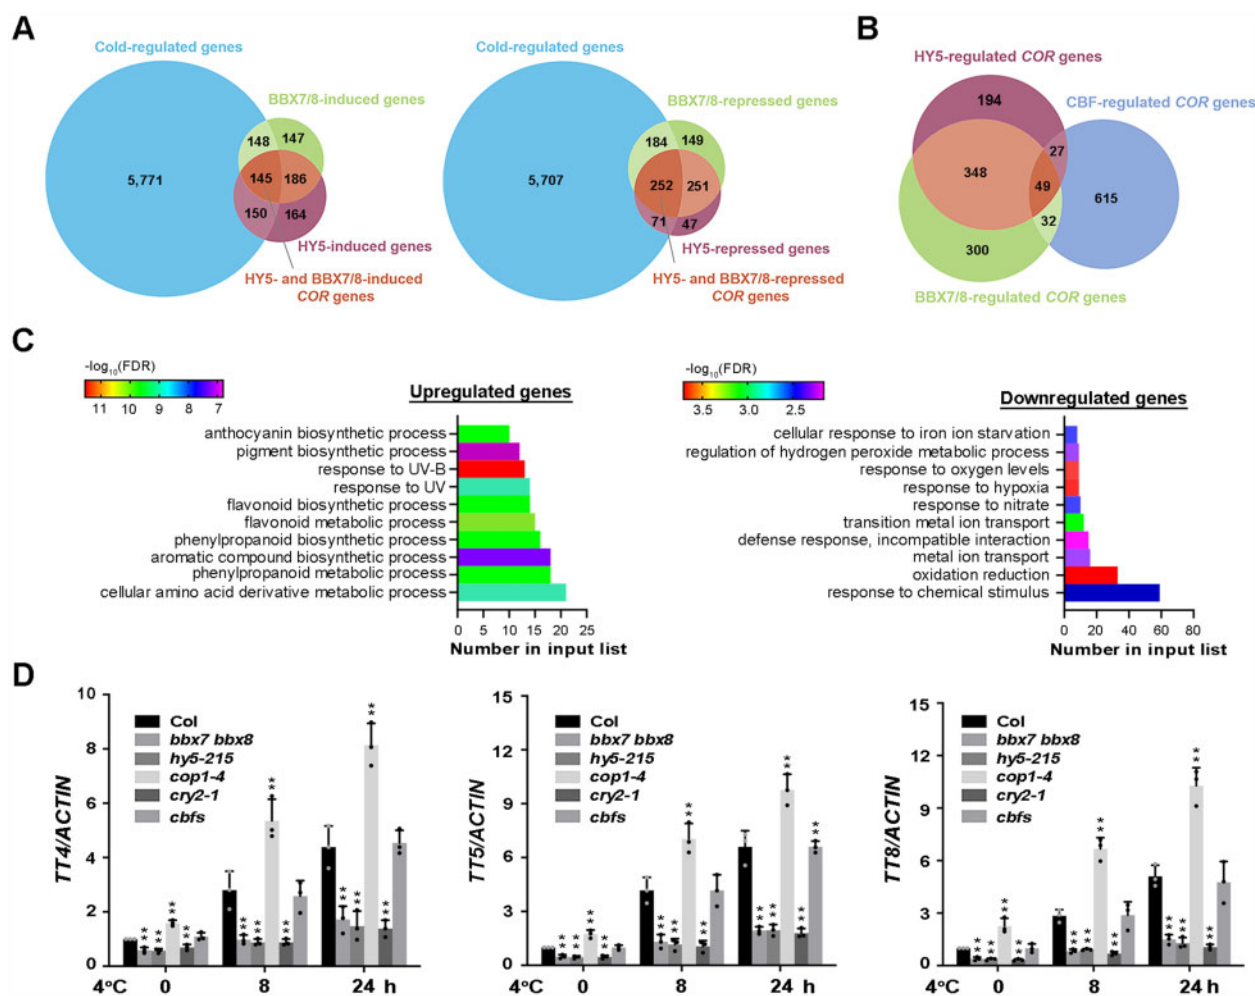 A
Cold-regulated genes
BBX7/8-induced genes
148
147
5,771
145
186
150
164
HY5-induced genes
HY5- and BBX7/8-induced
COR genes
Cold-regulated genes
BBX7/8-repressed genes
184
149
5,707
252
251
71
47
HY5-repressed genes
HY5- and BBX7/8-repressed
COR genes
B
HY5-regulated COR genes
194
CBF-regulated COR genes
27
348
49
615
32
300
BBX7/8-regulated COR genes
C
-log10(FDR)
11 10 9 8 7
Upregulated genes
anthocyanin biosynthetic process
pigment biosynthetic process
response to UV-B
response to UV
flavonoid biosynthetic process
flavonoid metabolic process
phenylpropanoid biosynthetic process
aromatic compound biosynthetic process
phenylpropanoid metabolic process
cellular amino acid derivative metabolic process
0 5 10 15 20 25
Number in input list
-log10(FDR)
3.5 3.0 2.5
Downregulated genes
cellular response to iron ion starvation
regulation of hydrogen peroxide metabolic process
response to oxygen levels
response to hypoxia
response to nitrate
transition metal ion transport
defense response, incompatible interaction
metal ion transport
oxidation reduction
response to chemical stimulus
0 20 40 60 80
Number in input list
D
TT4/ACTIN
10
8
6
4
2
0
Col
bbx7 bbx8
hy5-215
cop1-4
cry2-1
cbfs
** ** ** **
** ** ** **
** ** ** **
4°C 0 8 24 h
TT5/ACTIN
15
12
9
6
3
0
Col
bbx7 bbx8
hy5-215
cop1-4
cry2-1
cbfs
** ** ** **
*** *** *** ***
*** *** *** *** ***
0 8 24 h
TT8/ACTIN
15
12
9
6
3
0
Col
bbx7 bbx8
hy5-215
cop1-4
cry2-1
cbfs
4°C 0 8 24 h